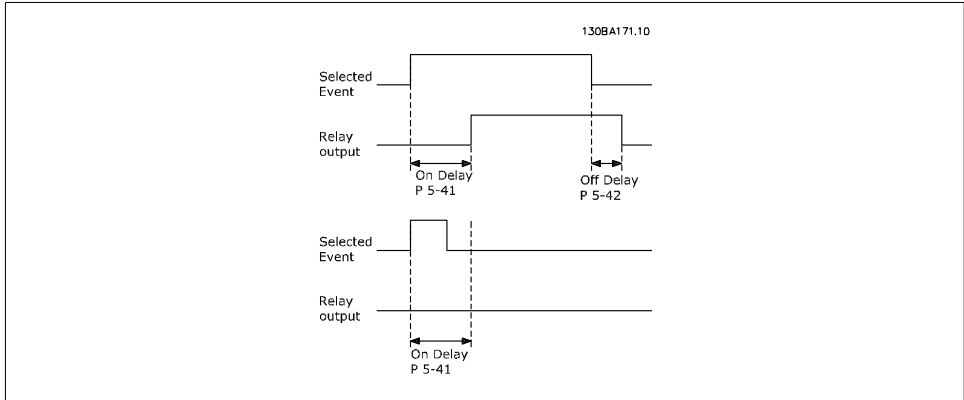 130BA171.10
Selected
Event
Relay
output
On Delay
P 5-41
Off Delay
P 5-42
Selected
Event
Relay
output
On Delay
P 5-41